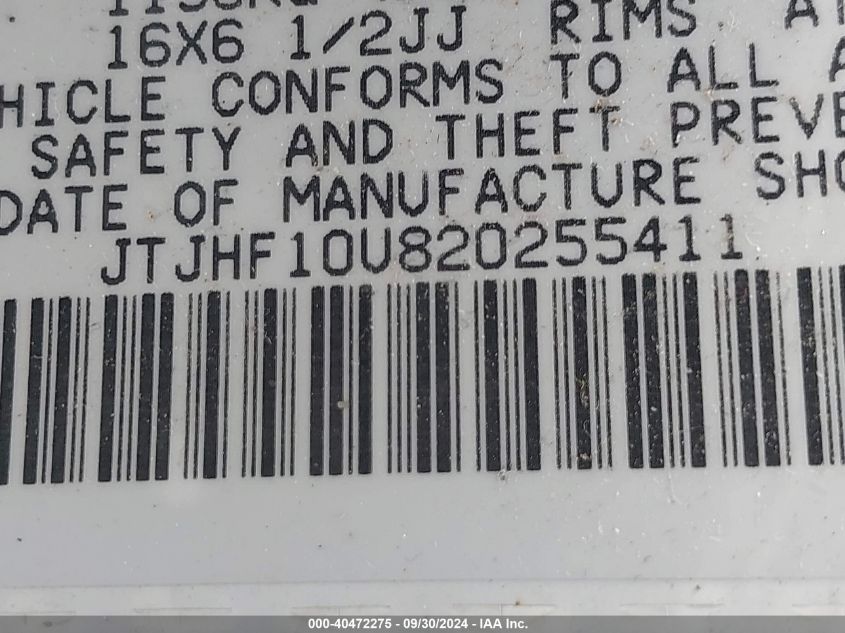 16X6 1/2JJ RIMS
HICLE CONFORMS TO ALL A
SAFETY AND THEFT PREVE
DATE OF MANUFACTURE SHO
JTJHF10U820255411
000-40472275 - 09/30/2024 - IAA Inc.